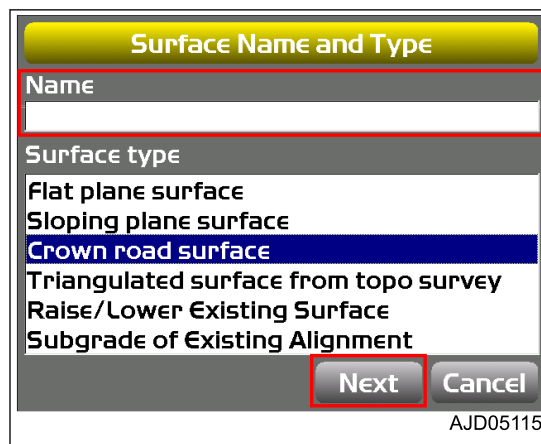 Surface Name and Type
Name
Surface type
Flat plane surface
Sloping plane surface
Crown road surface
Triangulated surface from topo survey
Raise/Lower Existing Surface
Subgrade of Existing Alignment
Next Cancel
AJD05115